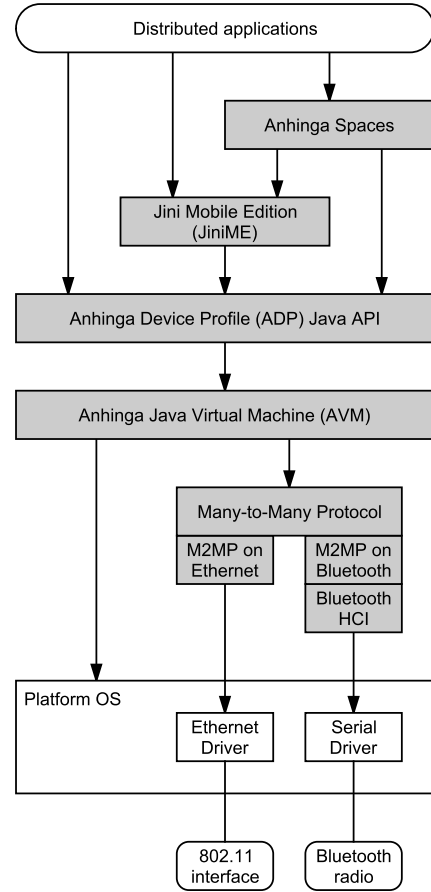 Distributed applications
Anhinga Spaces
Jini Mobile Edition
(JiniME)
Anhinga Device Profile (ADP) Java API
Anhinga Java Virtual Machine (AVM)
Many-to-Many Protocol
M2MP on
Ethernet
M2MP on
Bluetooth
Bluetooth
HCI
Platform OS
Ethernet
Driver
Serial
Driver
802.11
interface
Bluetooth
radio